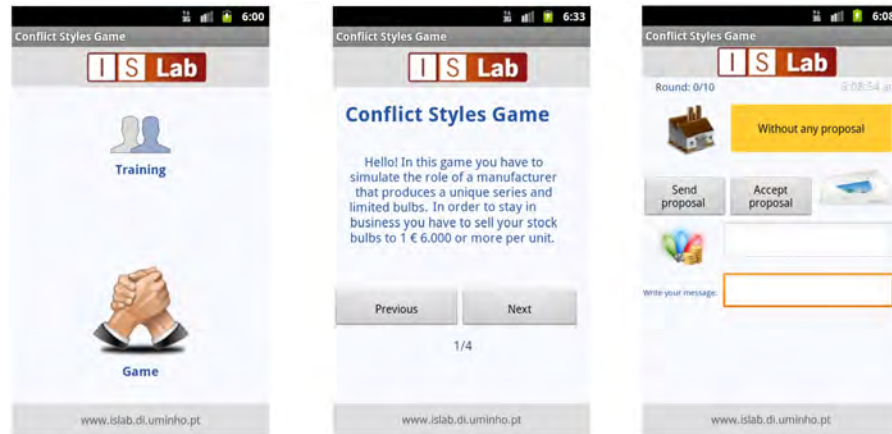 6:00
Conflict Styles Game
I S Lab
Training
Game
www.islab.di.uminho.pt
6:33
Conflict Styles Game
I S Lab
Conflict Styles Game
Hello! In this game you have to
simulate the role of a manufacturer
that produces a unique series and
limited bulbs. In order to stay in
business you have to sell your stock
bulbs to 1 € 6.000 or more per unit.
Previous
Next
1/4
www.islab.di.uminho.pt
6:08
Conflict Styles Game
I S Lab
Round: 0/10
Without any proposal
Send
proposal
Accept
proposal
Write your message:
www.islab.di.uminho.pt